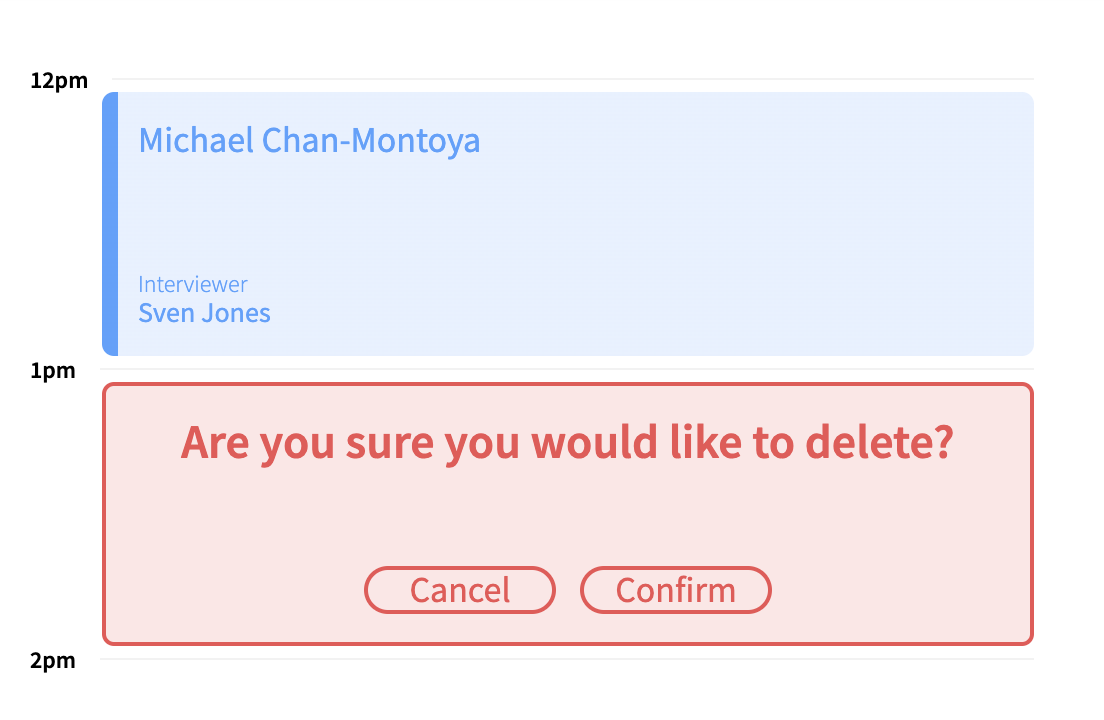 12pm
Michael Chan-Montoya
Interviewer
Sven Jones
1pm
Are you sure you would like to delete?
Cancel Confirm
2pm